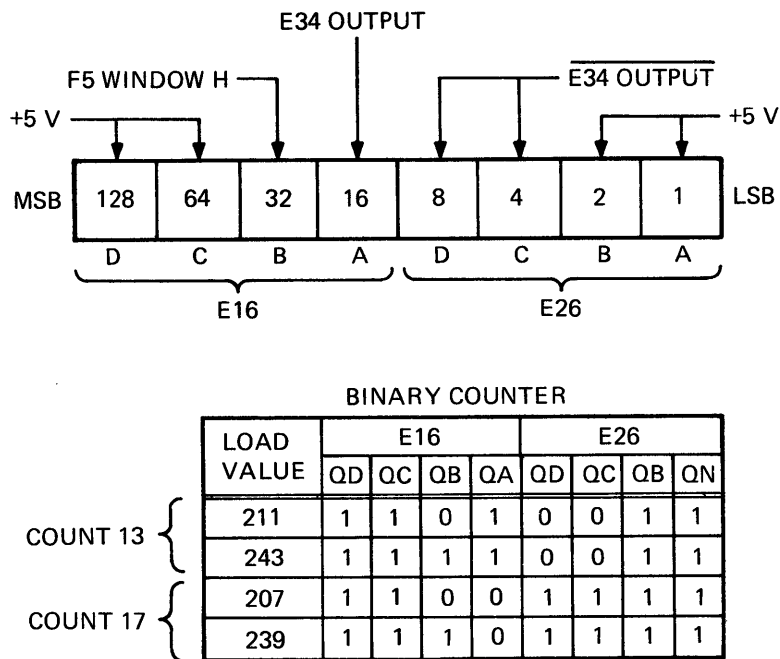 E34 OUTPUT
F5 WINDOW H
E34 OUTPUT
+5 V
+5 V
MSB 128 64 32 16 8 4 2 1 LSB
D C B A D C B A
E16 E26
BINARY COUNTER
LOAD VALUE E16 E26
QD QC QB QA QD QC QB QN
COUNT 13
211 1 1 0 1 0 0 1 1
243 1 1 1 1 0 0 1 1
COUNT 17
207 1 1 0 0 1 1 1 1
239 1 1 1 0 1 1 1 1